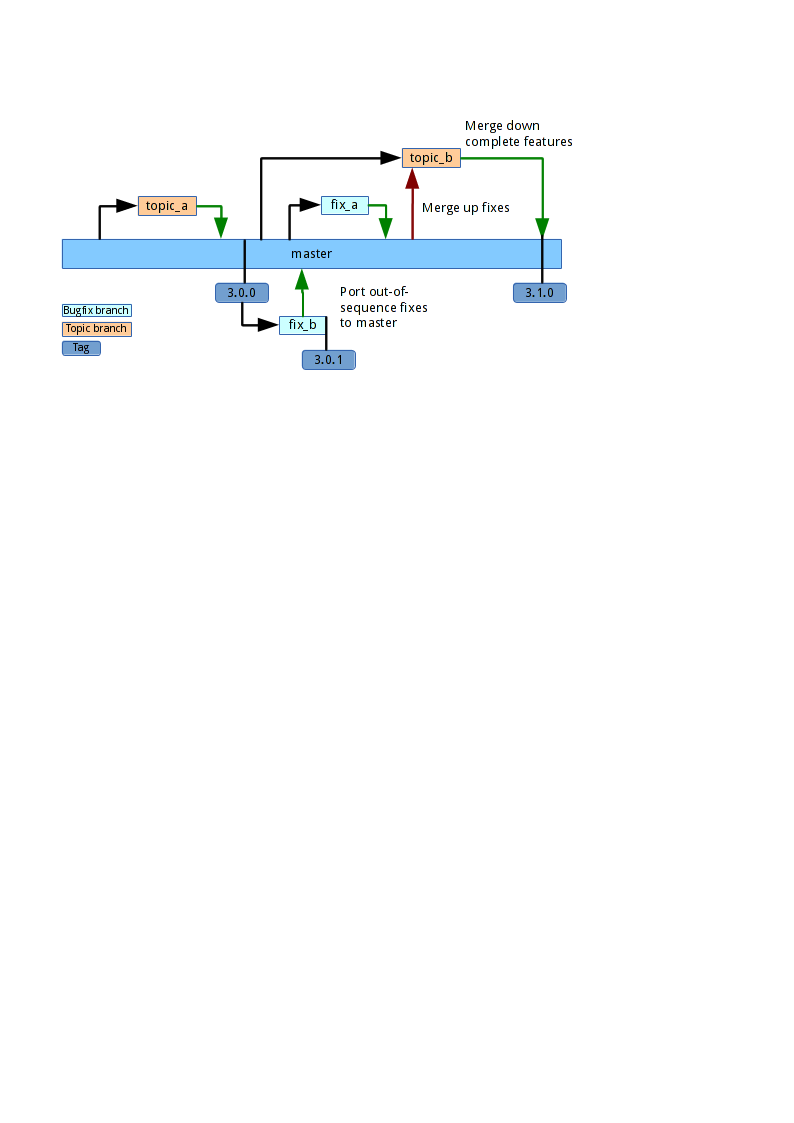 Merge down
complete features
topic_b
topic_a
fix_a
Merge up fixes
master
3.0.0
Port out-of-
sequence fixes
to master
3.1.0
Bugfix branch
Topic branch
Tag
fix_b
3.0.1